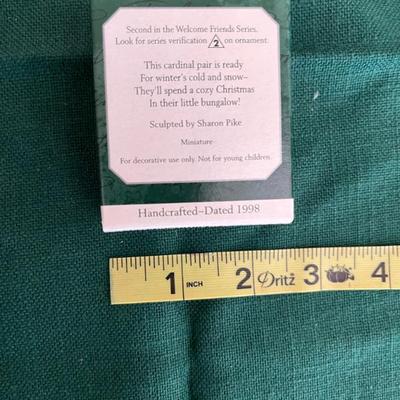 Second in the Welcome Friends Series.
Look for series verification 2 on ornament.
This cardinal pair is ready
For winter's cold and snow–
They'll spend a cozy Christmas
In their little bungalow!
Sculpted by Sharon Pike
Miniature
For decorative use only. Not for young children.
Handcrafted–Dated 1998
1 INCH 2 Dritz® 3 4